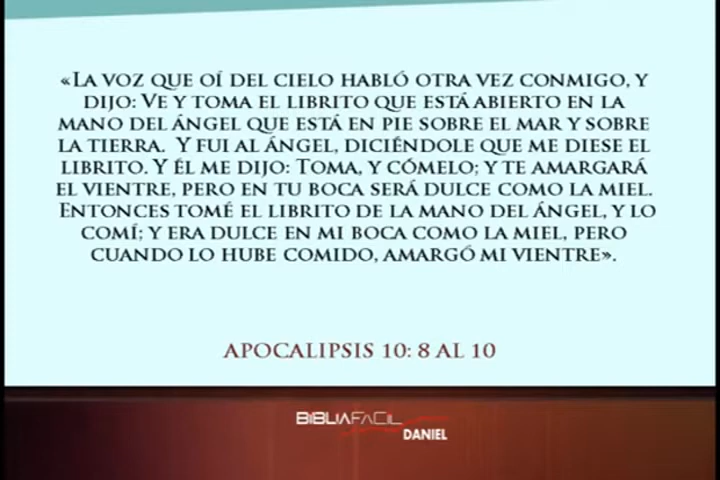 «La voz que oí del cielo habló otra vez conmigo, y
dijo: Ve y toma el librito que está abierto en la
mano del ángel que está en pie sobre el mar y sobre
la tierra. Y fui al ángel, diciéndole que me diese el
librito. Y él me dijo: Toma, y cómelo; y te amargará
el vientre, pero en tu boca será dulce como la miel.
Entonces tomé el librito de la mano del ángel, y lo
comí; y era dulce en mi boca como la miel, pero
cuando lo hube comido, amargó mi vientre».
APOCALIPSIS 10: 8 AL 10
BIBLIAFACIL
DANIEL